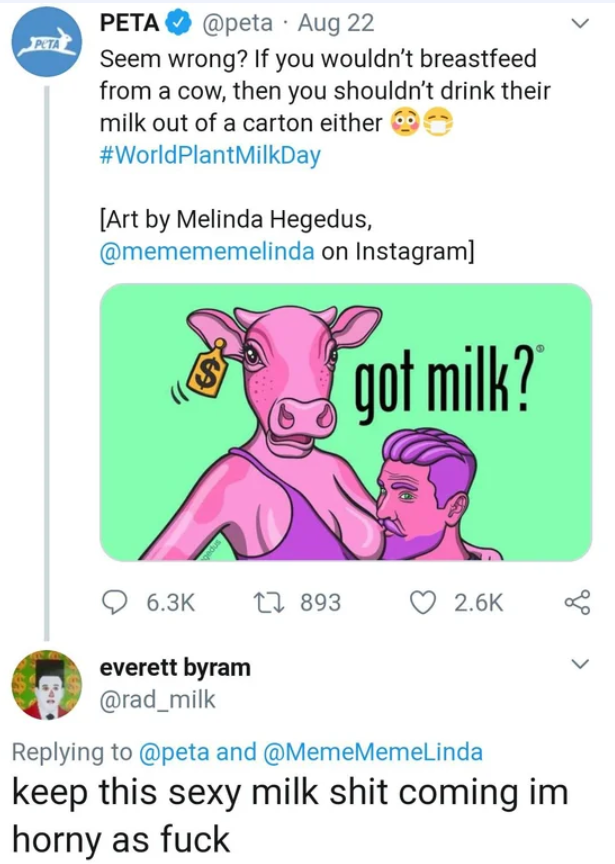 PETA
PETA @peta · Aug 22
Seem wrong? If you wouldn’t breastfeed
from a cow, then you shouldn’t drink their
milk out of a carton either 😳😷
#WorldPlantMilkDay
[Art by Melinda Hegedus,
@memememelinda on Instagram]
$
got milk?®
gedus
6.3K 893 2.6K
everett byram
@rad_milk
Replying to @peta and @MemeMemeLinda
keep this sexy milk shit coming im
horny as fuck